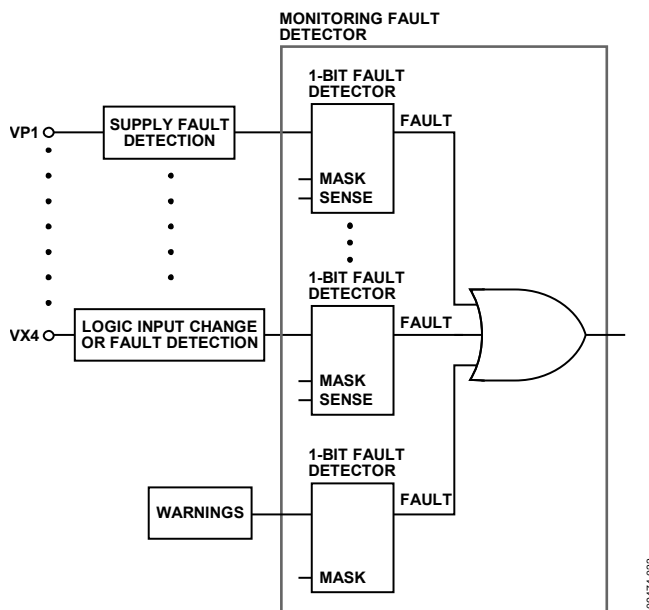 MONITORING FAULT
DETECTOR
1-BIT FAULT
DETECTOR
FAULT
SUPPLY FAULT
DETECTION
VP1
MASK
SENSE
1-BIT FAULT
DETECTOR
FAULT
LOGIC INPUT CHANGE
OR FAULT DETECTION
VX4
MASK
SENSE
1-BIT FAULT
DETECTOR
FAULT
WARNINGS
MASK